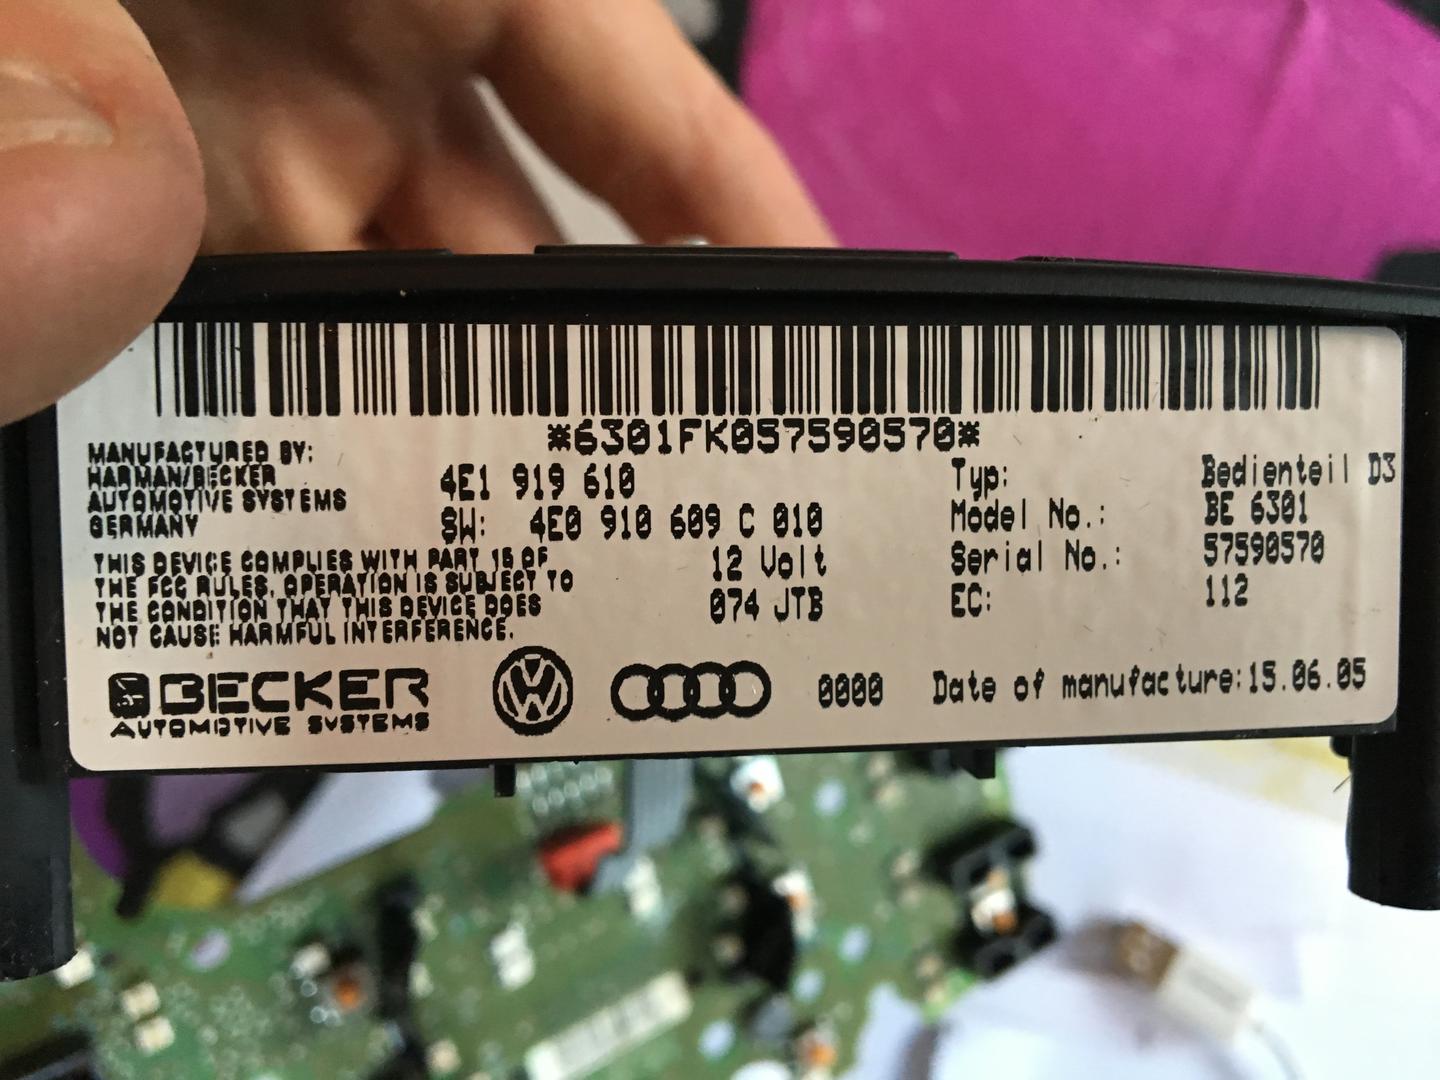 *6301FK057590570*
MANUFACTURED BY:
HARMAN/BECKER
AUTOMOTIVE SYSTEMS
GERMANY
4E1 919 610
SW: 4E0 910 609 C 010
12 Volt
074 JTB
Typ: Bedienteil D3
Model No.: BE 6301
Serial No.: 57590570
EC: 112
THIS DEVICE COMPLIES WITH PART 15 OF
THE FCC RULES. OPERATION IS SUBJECT TO
THE CONDITION THAT THIS DEVICE DOES
NOT CAUSE HARMFUL INTERFERENCE.
BECKER
AUTOMOTIVE SYSTEMS
VW
0000
Date of manufacture:15.06.05